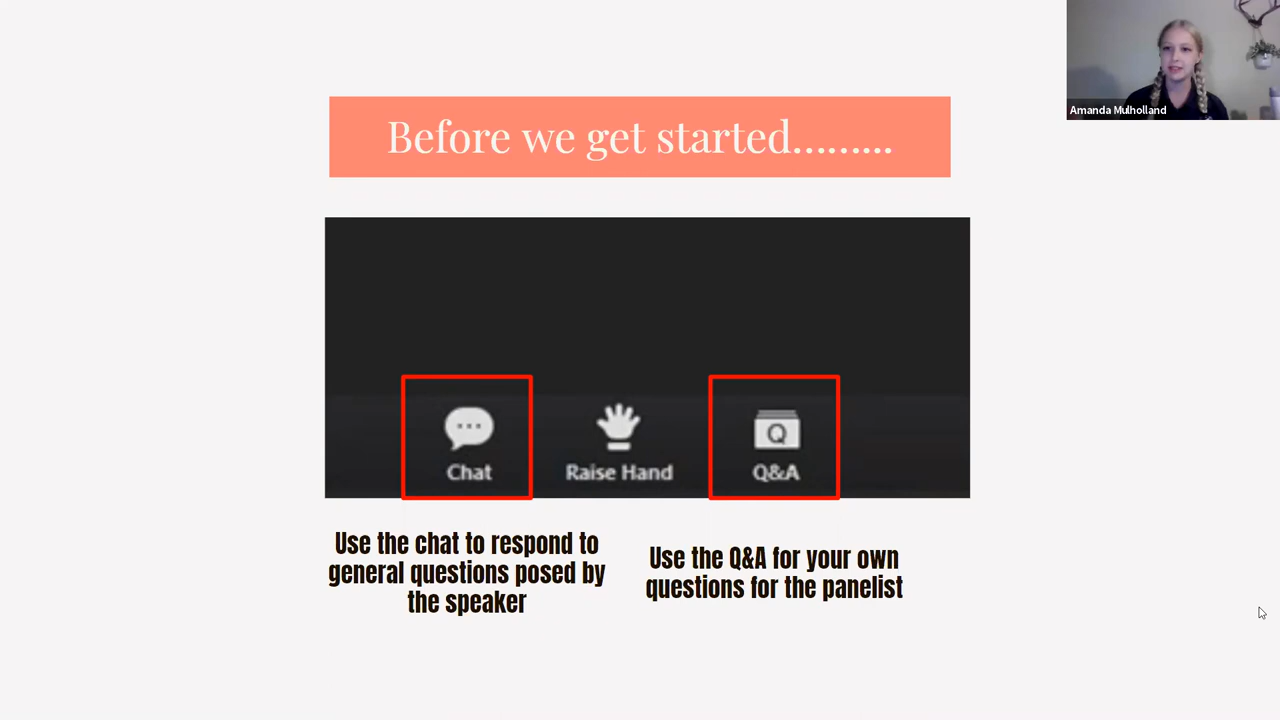 Amanda Mulholland
Before we get started.........
Chat
Raise Hand
Q
Q&A
Use the chat to respond to
general questions posed by
the speaker
Use the Q&A for your own
questions for the panelist